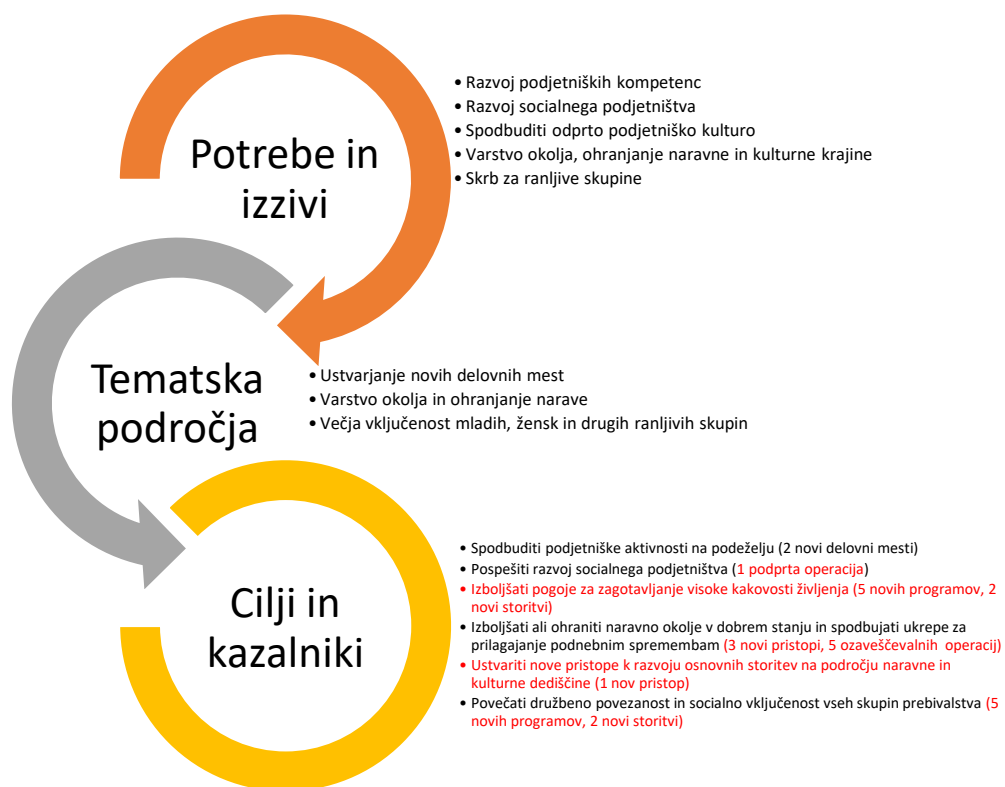 Potrebe in
izzivi
• Razvoj podjetniških kompetenc
• Razvoj socialnega podjetništva
• Spodbuditi odprto podjetniško kulturo
• Varstvo okolja, ohranjanje naravne in kulturne krajine
• Skrb za ranljive skupine
Tematska
področja
• Ustvarjanje novih delovnih mest
• Varstvo okolja in ohranjanje narave
• Večja vključenost mladih, žensk in drugih ranljivih skupin
Cilji in
kazalniki
• Spodbuditi podjetniške aktivnosti na podeželju (2 novi delovni mesti)
• Pospešiti razvoj socialnega podjetništva (1 podprta operacija)
• Izboljšati pogoje za zagotavljanje visoke kakovosti življenja (5 novih programov, 2
novi storitvi)
• Izboljšati ali ohraniti naravno okolje v dobrem stanju in spodbujati ukrepe za
prilagajanje podnebnim spremembam (3 novi pristopi, 5 ozaveščevalnih operacij)
• Ustvariti nove pristope k razvoju osnovnih storitev na področju naravne in
kulturne dediščine (1 nov pristop)
• Povečati družbeno povezanost in socialno vključenost vseh skupin prebivalstva (5
novih programov, 2 novi storitvi)